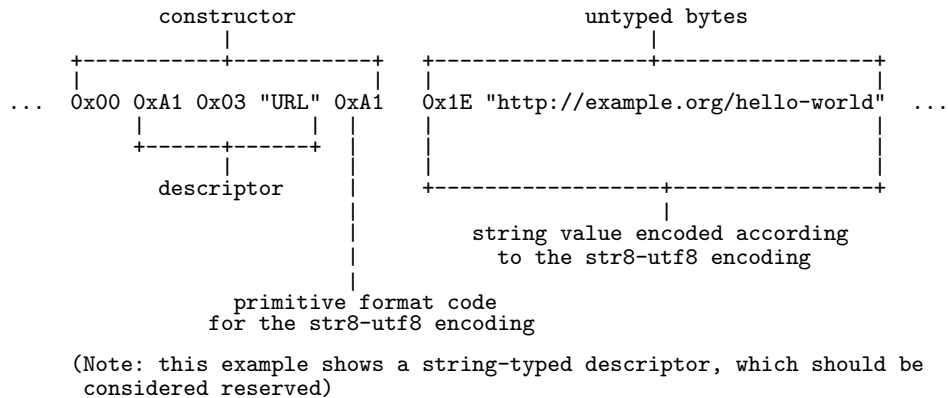 constructor untyped bytes
... 0x00 0xA1 0x03 "URL" 0xA1 0x1E "http://example.org/hello-world" ...
descriptor
string value encoded according
to the str8-utf8 encoding
primitive format code
for the str8-utf8 encoding
(Note: this example shows a string-typed descriptor, which should be
considered reserved)